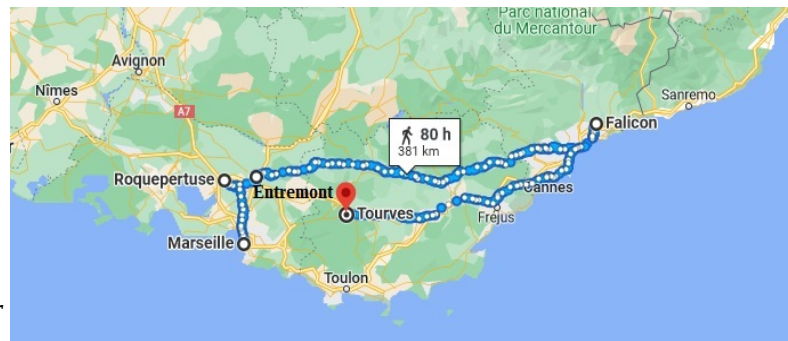 Parc national
du Mercantour
Avignon
Nîmes
A7
Sanremo
80 h
381 km
Falicon
Roquepertuse
Entremont
Cannes
Tourves
Fréjus
Marseille
Toulon